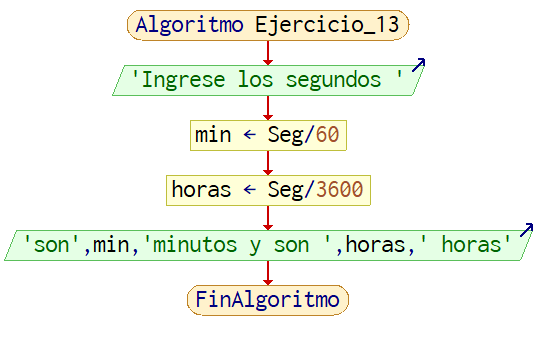 Algoritmo Ejercicio_13
'Ingrese los segundos '
min ← Seg/60
horas ← Seg/3600
'son',min,'minutos y son ',horas,' horas'
FinAlgoritmo